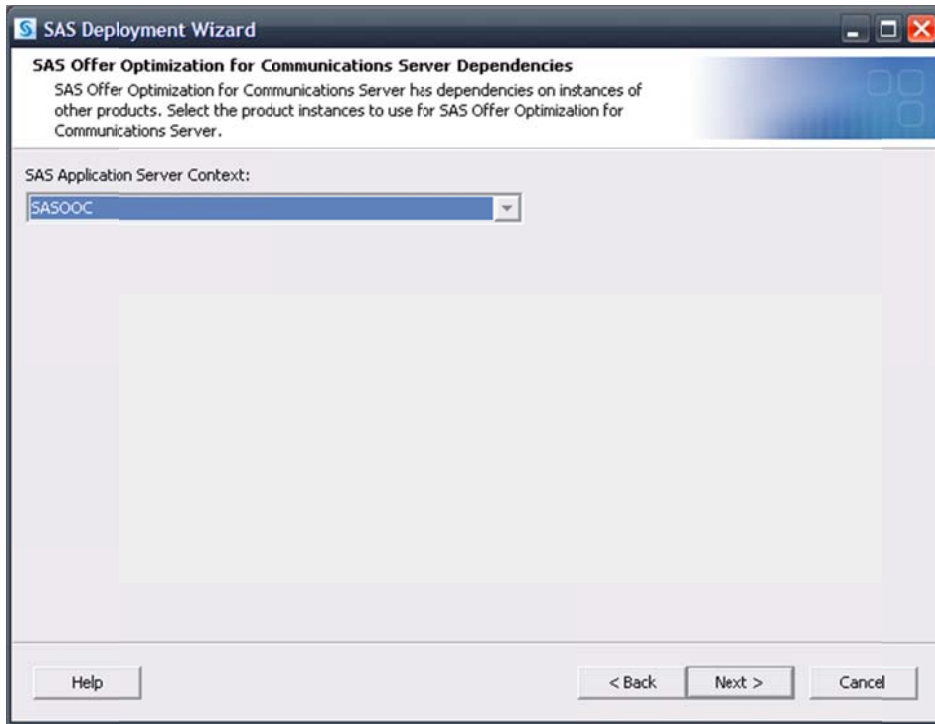 SAS Deployment Wizard
SAS Offer Optimization for Communications Server Dependencies
SAS Offer Optimization for Communications Server has dependencies on instances of
other products. Select the product instances to use for SAS Offer Optimization for
Communications Server.
SAS Application Server Context:
SASOOC
Help
< Back
Next >
Cancel